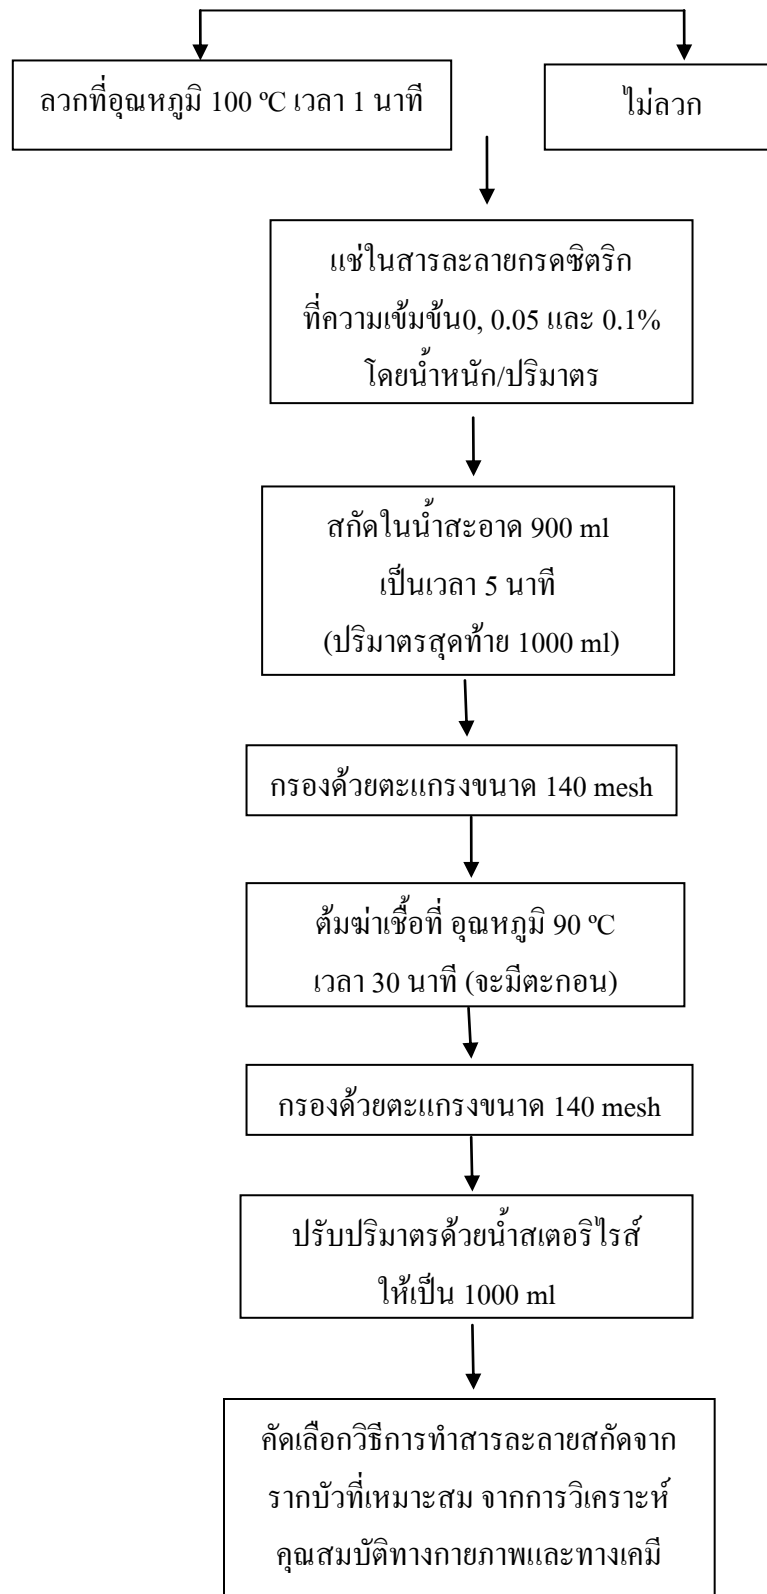 ลวกที่อุณหภูมิ 100 ºC เวลา 1 นาที
ไม่ลวก
แช่ในสารละลายกรดซิตริก
ที่ความเข้มข้น0, 0.05 และ 0.1%
โดยน้ำหนัก/ปริมาตร
สกัดในน้ำสะอาด 900 ml
เป็นเวลา 5 นาที
(ปริมาตรสุดท้าย 1000 ml)
กรองด้วยตะแกรงขนาด 140 mesh
ต้มฆ่าเชื้อที่ อุณหภูมิ 90 ºC
เวลา 30 นาที (จะมีตะกอน)
กรองด้วยตะแกรงขนาด 140 mesh
ปรับปริมาตรด้วยน้ำสเตอริไรส์
ให้เป็น 1000 ml
คัดเลือกวิธีการทำสารละลายสกัดจาก
รากบัวที่เหมาะสม จากการวิเคราะห์
คุณสมบัติทางกายภาพและทางเคมี